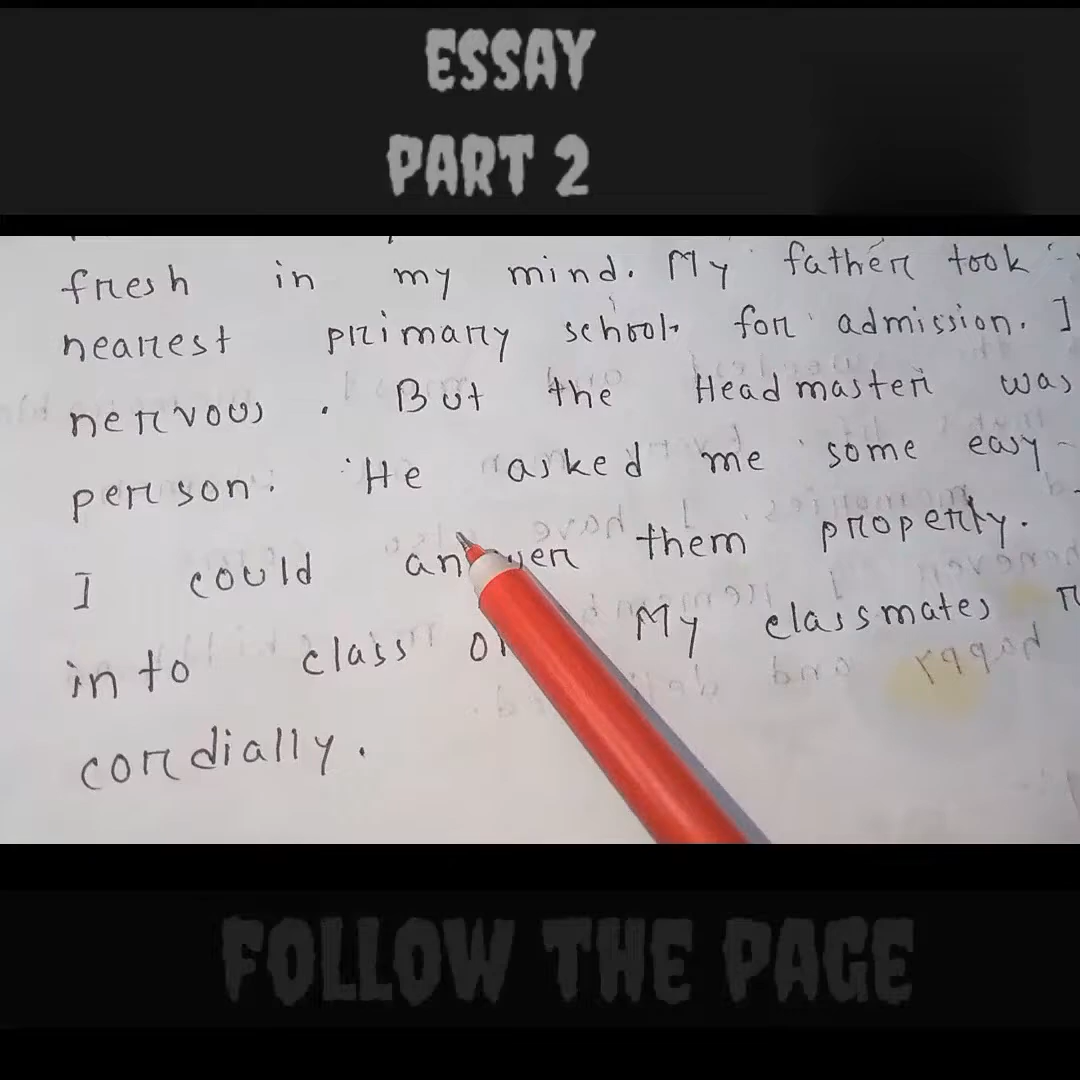 ESSAY
PART 2
fresh in my mind. My father took
nearest primary school for admission. I
nervous. But the Headmaster was
person. He asked me some easy
I could them properly.
into class My classmates
cordially.
FOLLOW THE PAGE